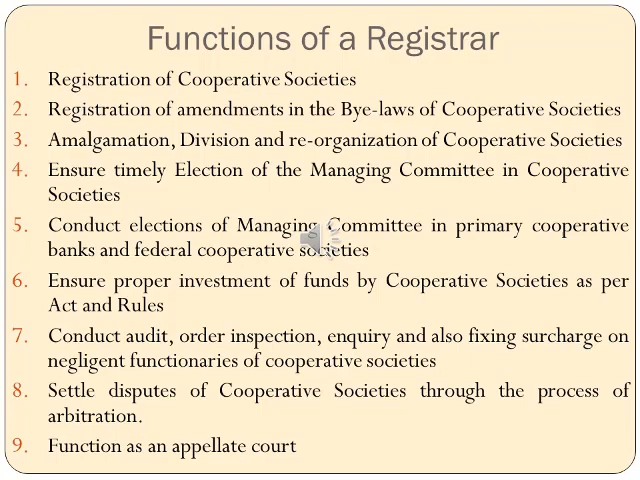 Functions of a Registrar
1. Registration of Cooperative Societies
2. Registration of amendments in the Bye-laws of Cooperative Societies
3. Amalgamation, Division and re-organization of Cooperative Societies
4. Ensure timely Election of the Managing Committee in Cooperative
Societies
5. Conduct elections of Managing Committee in primary cooperative
banks and federal cooperative societies
6. Ensure proper investment of funds by Cooperative Societies as per
Act and Rules
7. Conduct audit, order inspection, enquiry and also fixing surcharge on
negligent functionaries of cooperative societies
8. Settle disputes of Cooperative Societies through the process of
arbitration.
9. Function as an appellate court